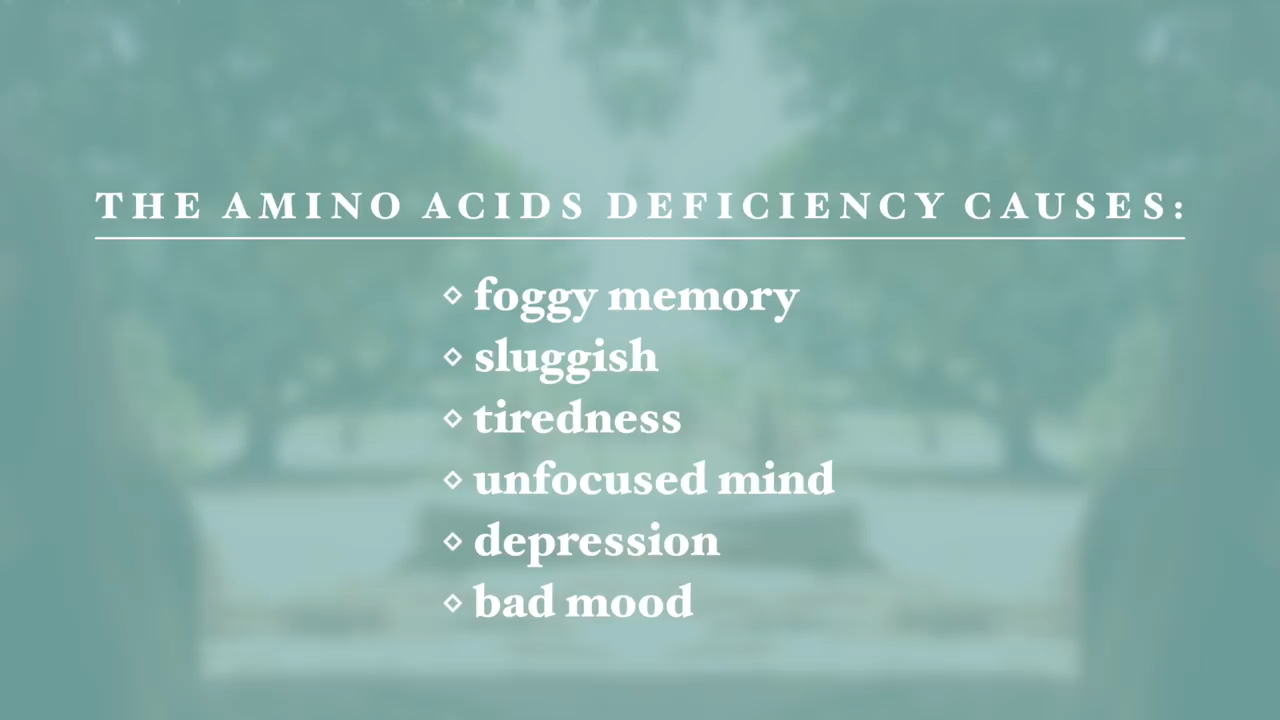 THE AMINO ACIDS DEFICIENCY CAUSES:
◇ foggy memory
◇ sluggish
◇ tiredness
◇ unfocused mind
◇ depression
◇ bad mood